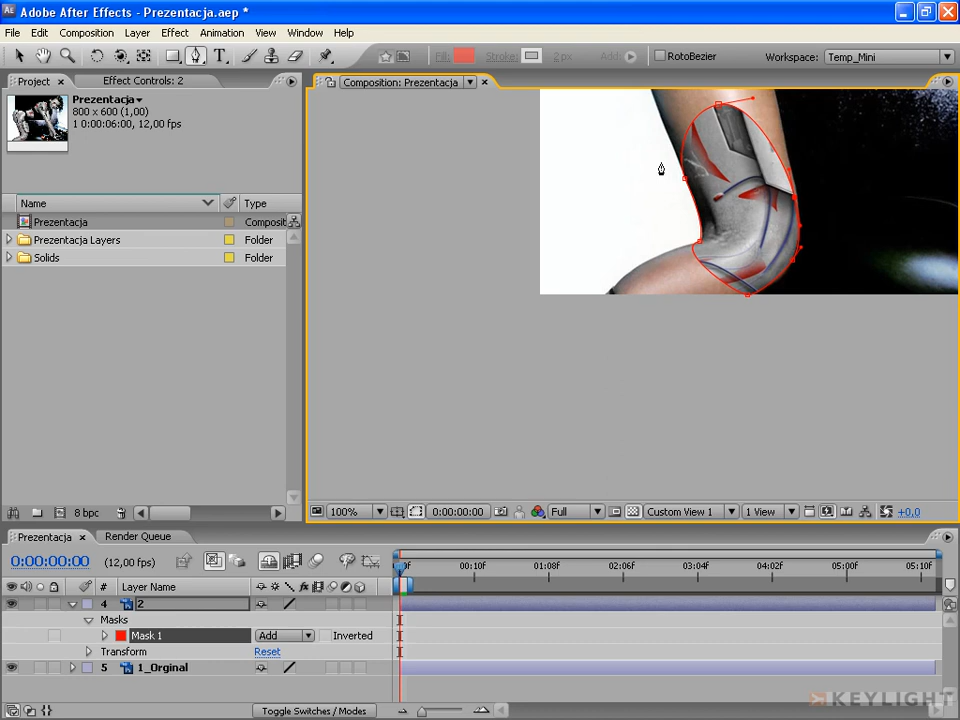 Adobe After Effects - Prezentacja.aep *
File Edit Composition Layer Effect Animation View Window Help
Fill: Stroke: 2 px Add: RotoBezier Workspace: Temp_Mini
Project × Effect Controls: 2
Composition: Prezentacja ×
Prezentacja
800 x 600 (1,00)
1 0:00:06:00, 12,00 fps
Name Type
Prezentacja Composit
Prezentacja Layers Folder
Solids Folder
8 bpc
100% 0:00:00:00 Full Custom View 1 1 View +0,0
Prezentacja × Render Queue
0:00:00:00 (12,00 fps)
00:10f 01:08f 02:06f 03:04f 04:02f 05:00f 05:10f
# Layer Name
4 2
Masks
Mask 1 Add Inverted
Transform Reset
5 1_Orginal
Toggle Switches / Modes
KEYLIGHT